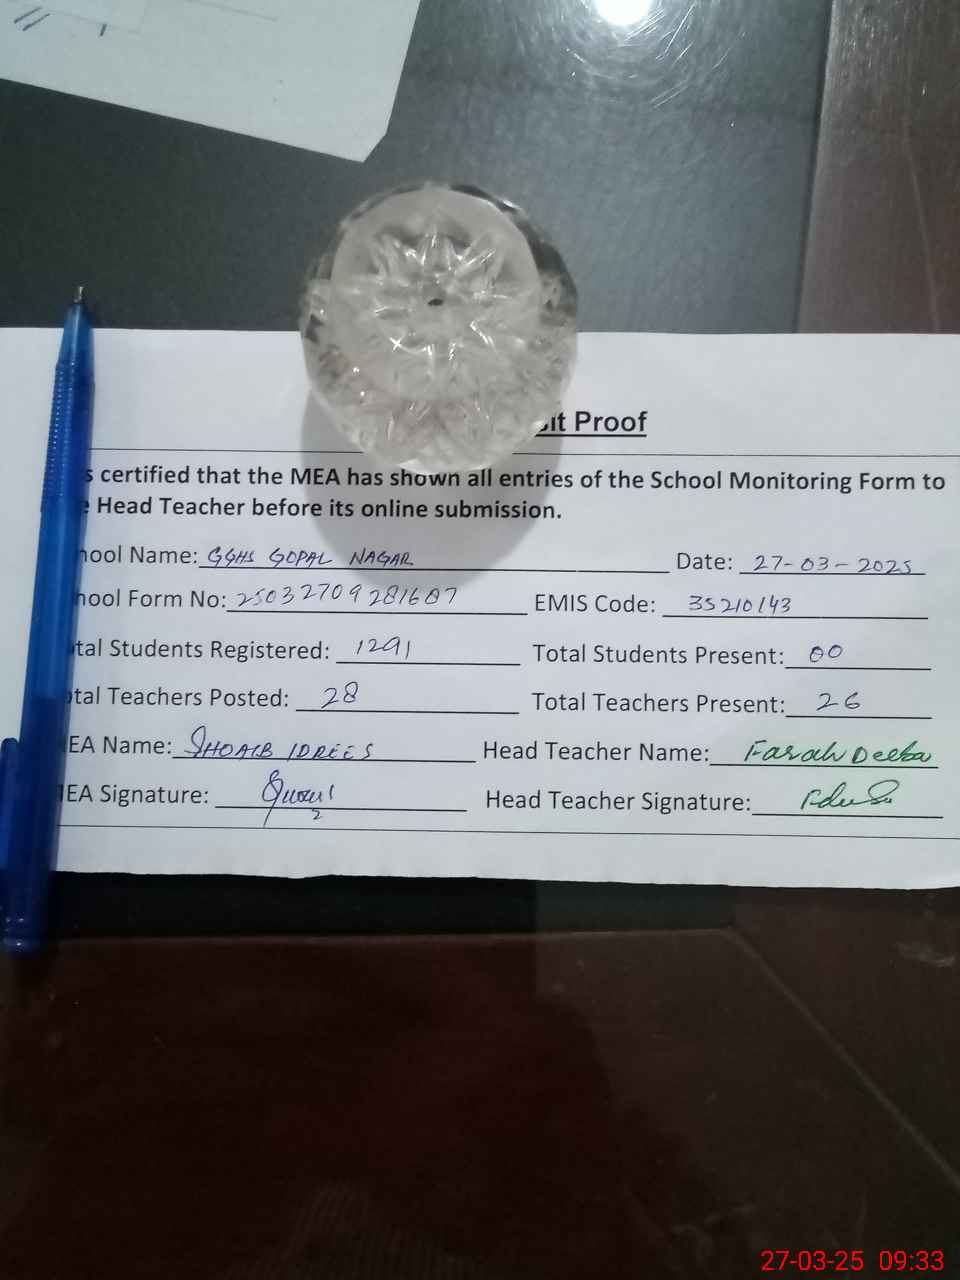 sit Proof
s certified that the MEA has shown all entries of the School Monitoring Form to
e Head Teacher before its online submission.
hool Name: GGHS GOPAL NAGAR Date: 27-03-2025
hool Form No: 25032709281607 EMIS Code: 35210143
tal Students Registered: 1291 Total Students Present: 00
tal Teachers Posted: 28 Total Teachers Present: 26
EA Name: SHOAIB IDREES Head Teacher Name: Farah Deeba
EA Signature: Head Teacher Signature:
27-03-25 09:33